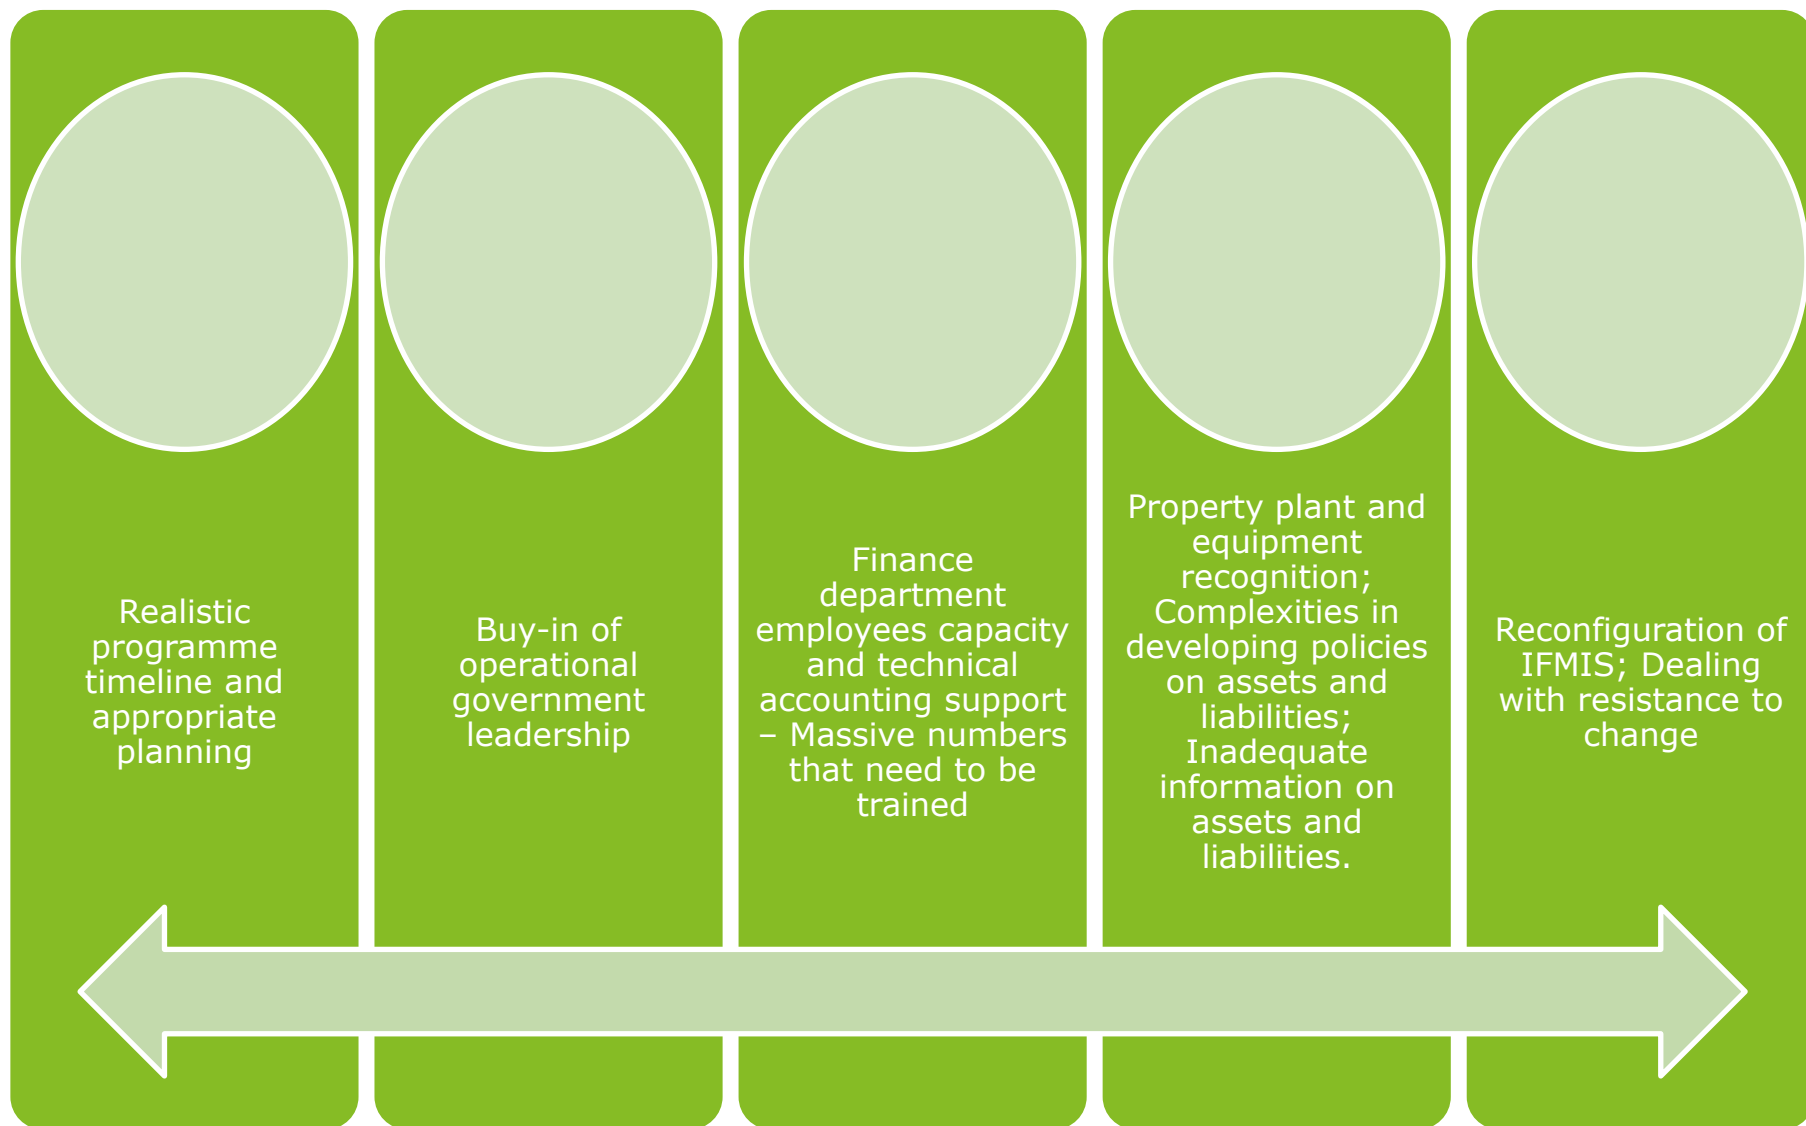 Realistic
programme
timeline and
appropriate
planning
Buy-in of
operational
government
leadership
Finance
department
employees capacity
and technical
accounting support
– Massive numbers
that need to be
trained
Property plant and
equipment
recognition;
Complexities in
developing policies
on assets and
liabilities;
Inadequate
information on
assets and
liabilities.
Reconfiguration of
IFMIS; Dealing
with resistance to
change